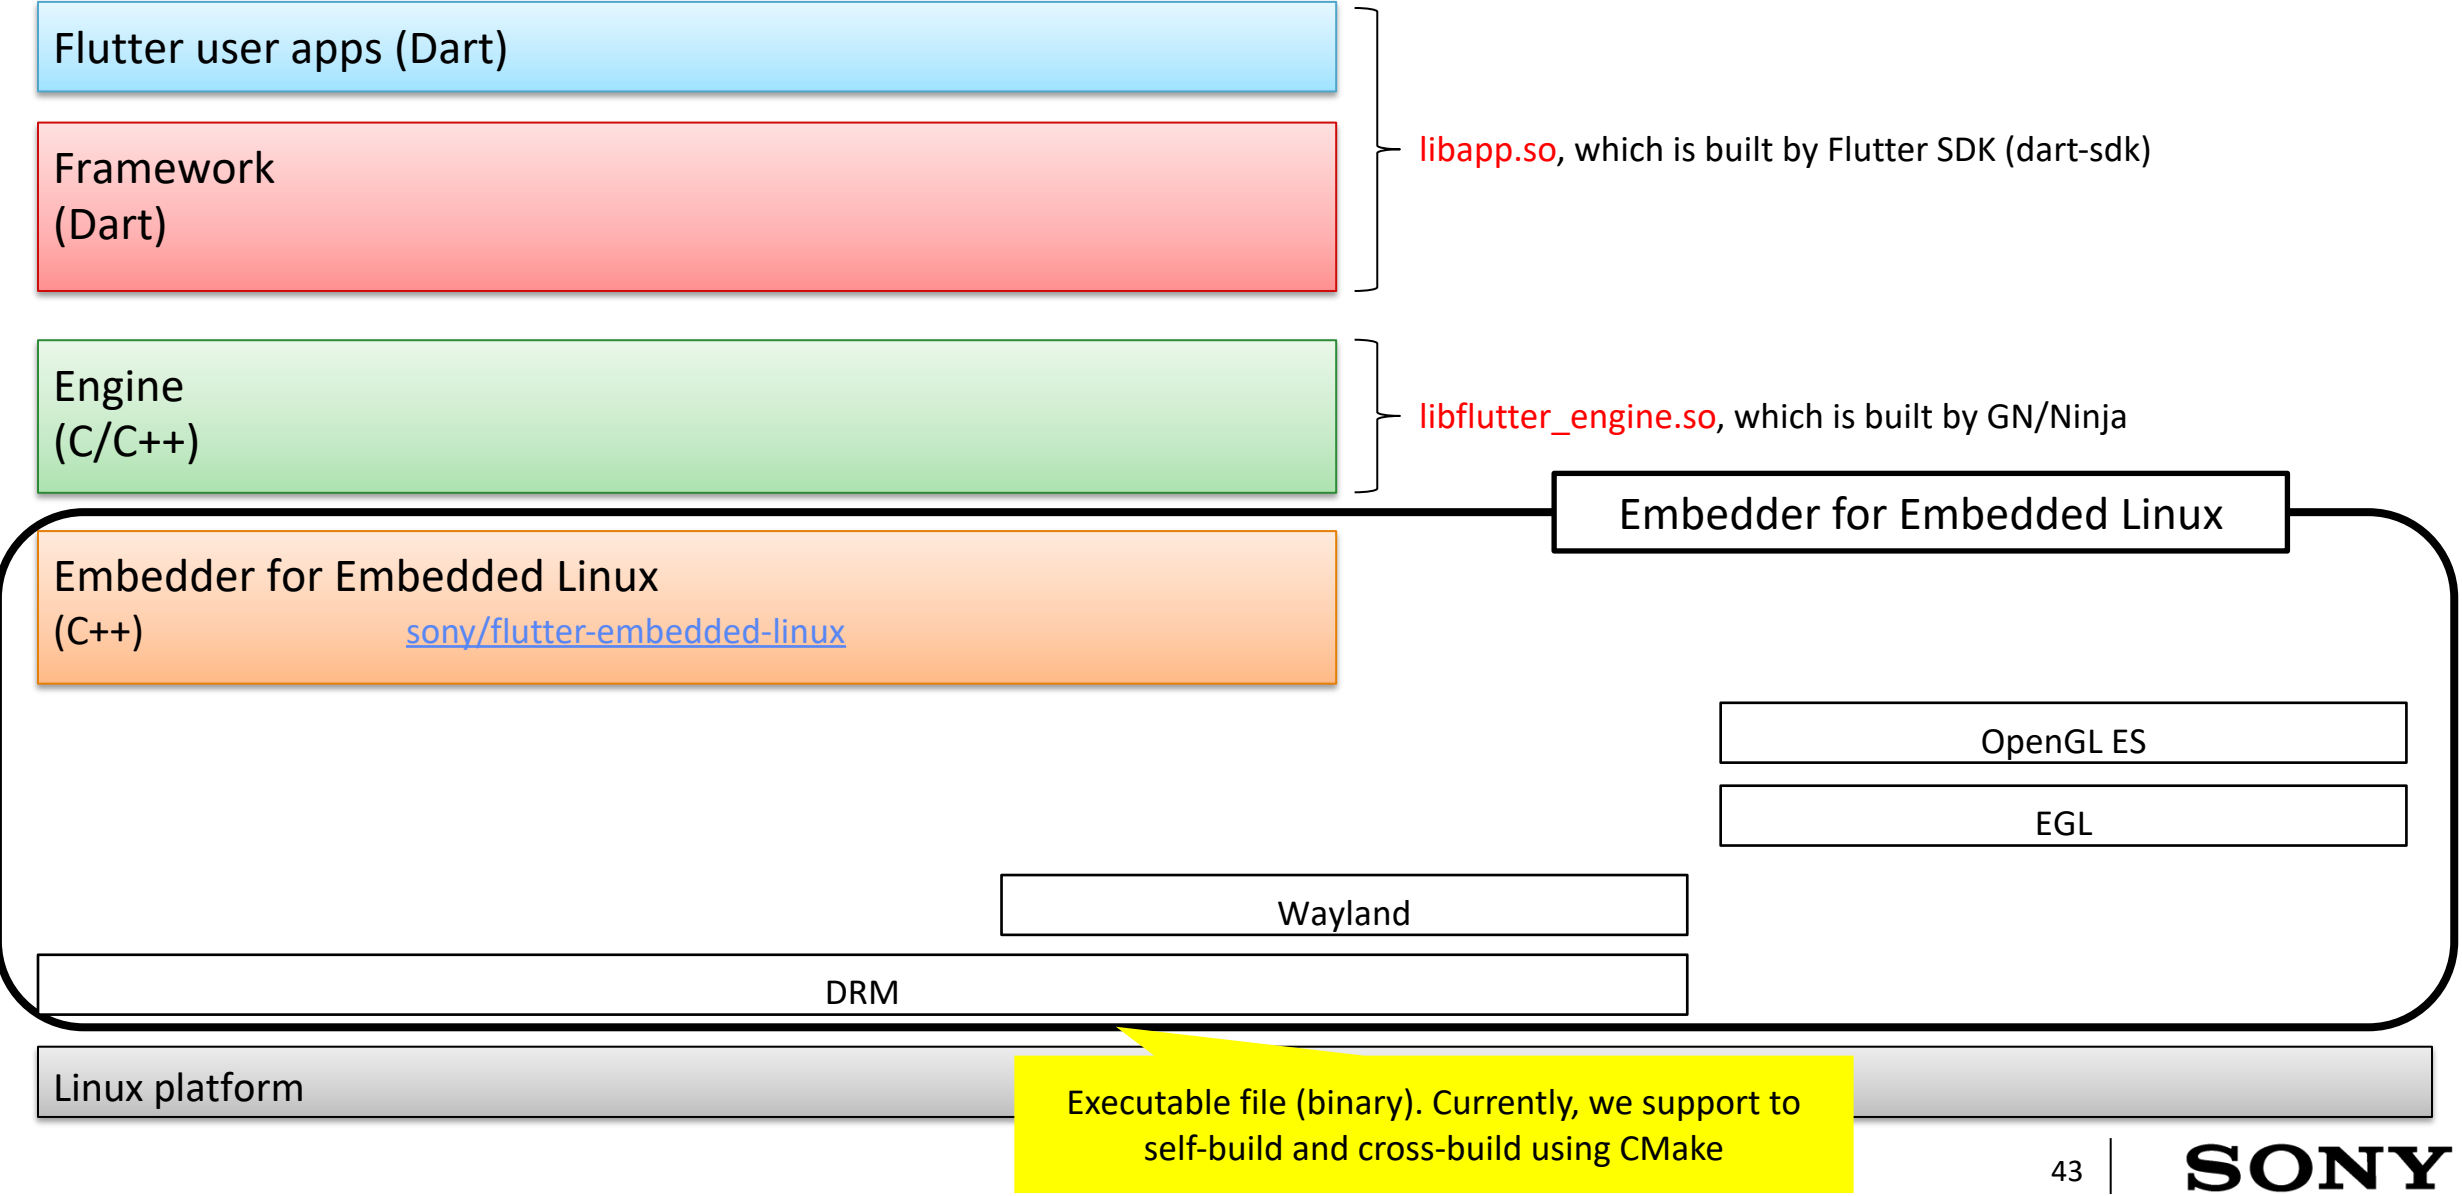 Flutter user apps (Dart)
Framework
(Dart)
libapp.so, which is built by Flutter SDK (dart-sdk)
Engine
(C/C++)
libflutter_engine.so, which is built by GN/Ninja
Embedder for Embedded Linux
Embedder for Embedded Linux
(C++) sony/flutter-embedded-linux
OpenGL ES
EGL
Wayland
DRM
Linux platform
Executable file (binary). Currently, we support to
self-build and cross-build using CMake
43
SONY